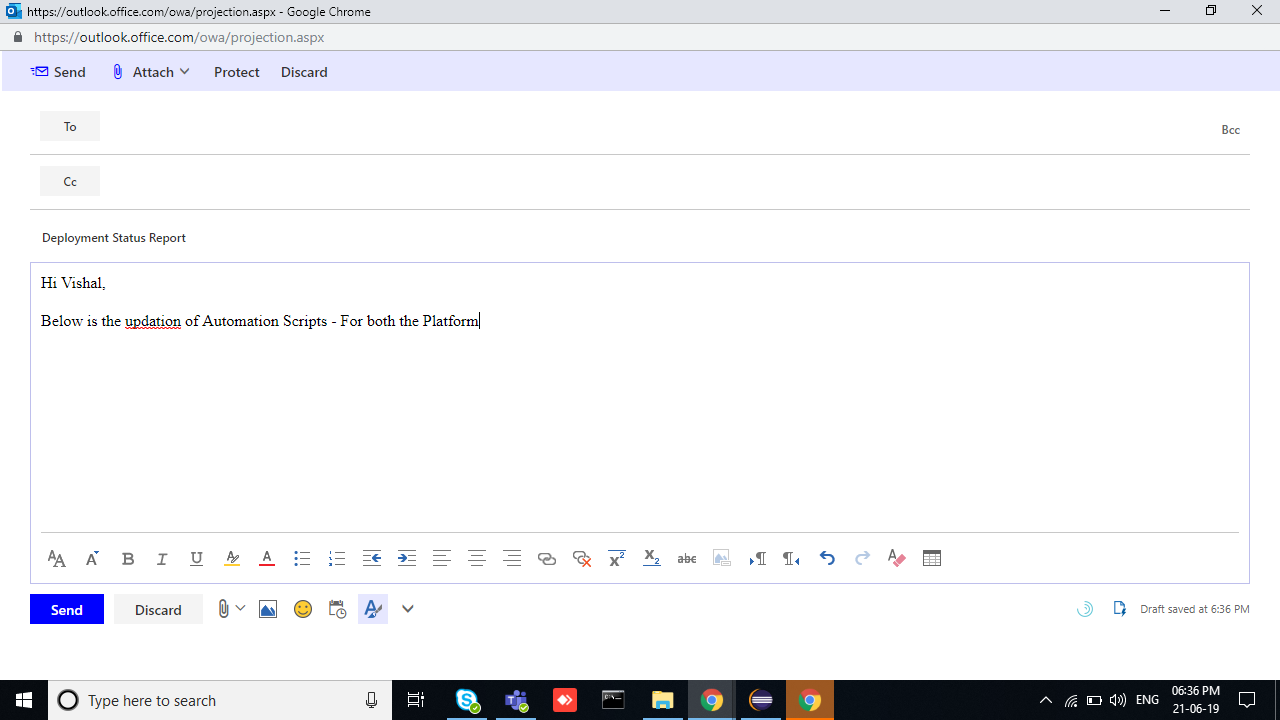 https://outlook.office.com/owa/projection.aspx - Google Chrome
https://outlook.office.com/owa/projection.aspx
Send Attach Protect Discard
To Bcc
Cc
Deployment Status Report
Hi Vishal,
Below is the updation of Automation Scripts - For both the Platform
Send Discard Draft saved at 6:36 PM
Type here to search ENG 06:36 PM
21-06-19